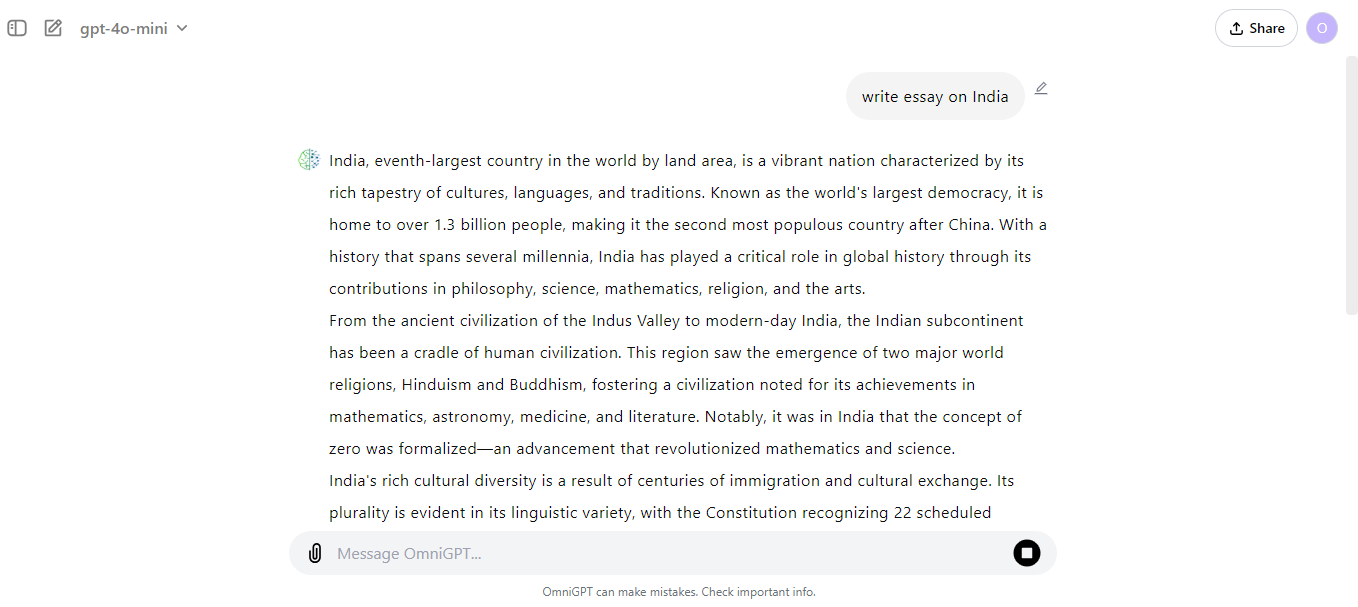 gpt-4o-mini
Share
O
write essay on India
India, eventh-largest country in the world by land area, is a vibrant nation characterized by its
rich tapestry of cultures, languages, and traditions. Known as the world's largest democracy, it is
home to over 1.3 billion people, making it the second most populous country after China. With a
history that spans several millennia, India has played a critical role in global history through its
contributions in philosophy, science, mathematics, religion, and the arts.
From the ancient civilization of the Indus Valley to modern-day India, the Indian subcontinent
has been a cradle of human civilization. This region saw the emergence of two major world
religions, Hinduism and Buddhism, fostering a civilization noted for its achievements in
mathematics, astronomy, medicine, and literature. Notably, it was in India that the concept of
zero was formalized—an advancement that revolutionized mathematics and science.
India's rich cultural diversity is a result of centuries of immigration and cultural exchange. Its
plurality is evident in its linguistic variety, with the Constitution recognizing 22 scheduled
Message OmniGPT...
OmniGPT can make mistakes. Check important info.